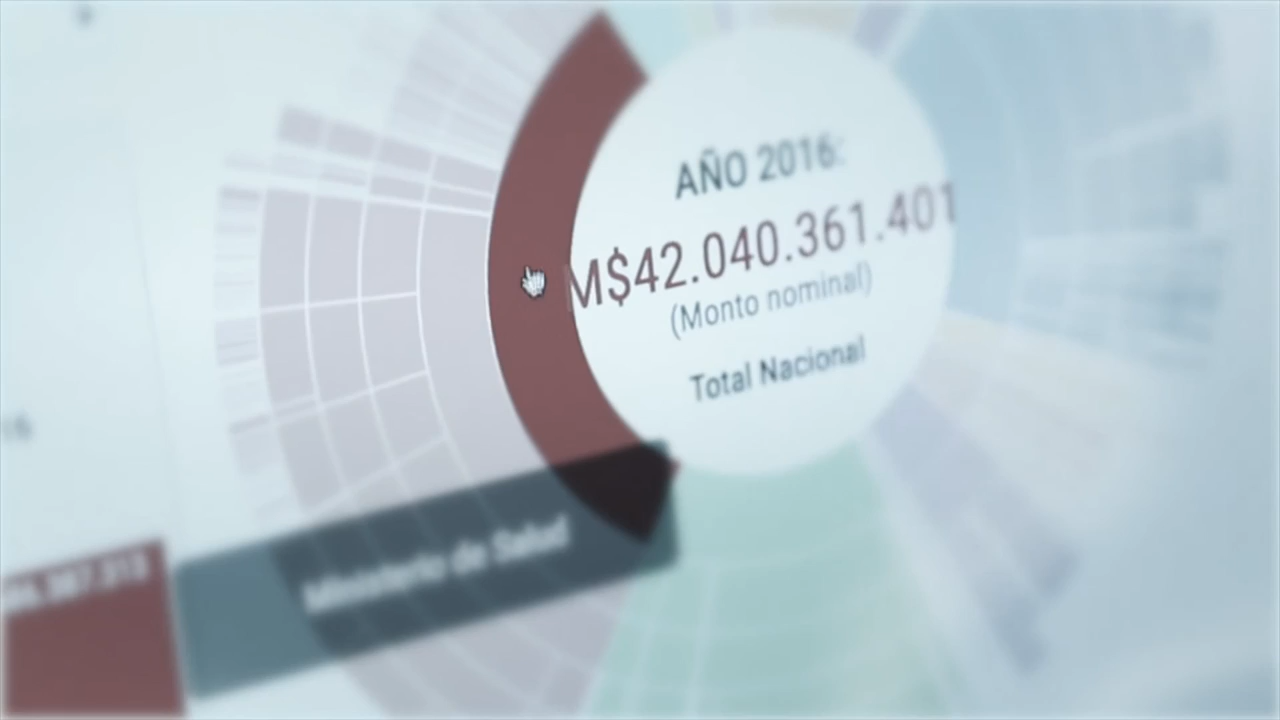 AÑO 2016:
M$42.040.361.401
(Monto nominal)
Total Nacional
Ministerio de Salud